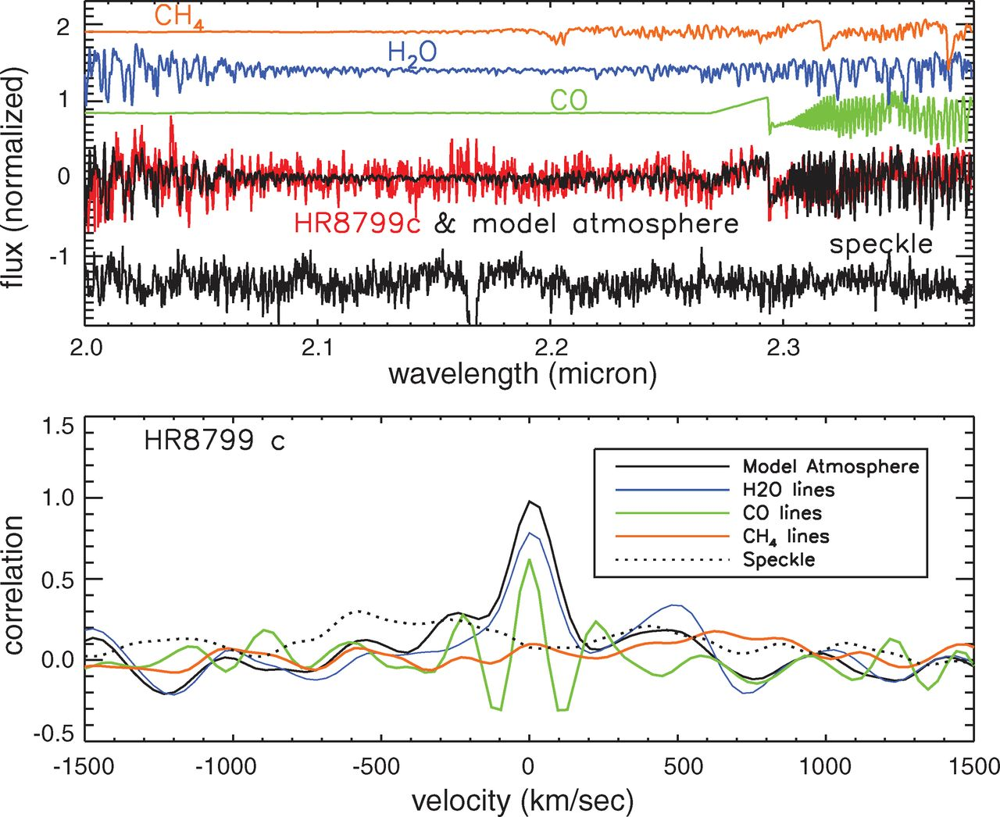 CH4
H2O
CO
HR8799c & model atmosphere
speckle
flux (normalized)
2
1
0
-1
2.0 2.1 2.2 2.3
wavelength (micron)
HR8799 c
Model Atmosphere
H2O lines
CO lines
CH4 lines
Speckle
correlation
1.5
1.0
0.5
0.0
-0.5
-1500 -1000 -500 0 500 1000 1500
velocity (km/sec)